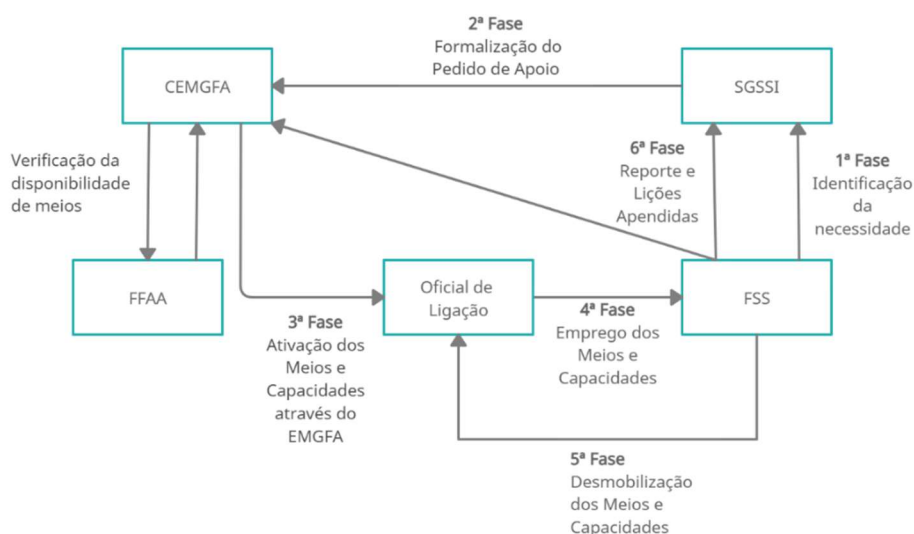 2ª Fase
Formalização do
Pedido de Apoio
CEMGFA
SGSSI
Verificação da
disponibilidade
de meios
6ª Fase
Reporte e
Lições
Apendidas
1ª Fase
Identificação
da
necessidade
FFAA
Oficial de
Ligação
FSS
3ª Fase
Ativação dos
Meios e
Capacidades
através do
EMGFA
4ª Fase
Emprego dos
Meios e
Capacidades
5ª Fase
Desmobilização
dos Meios e
Capacidades